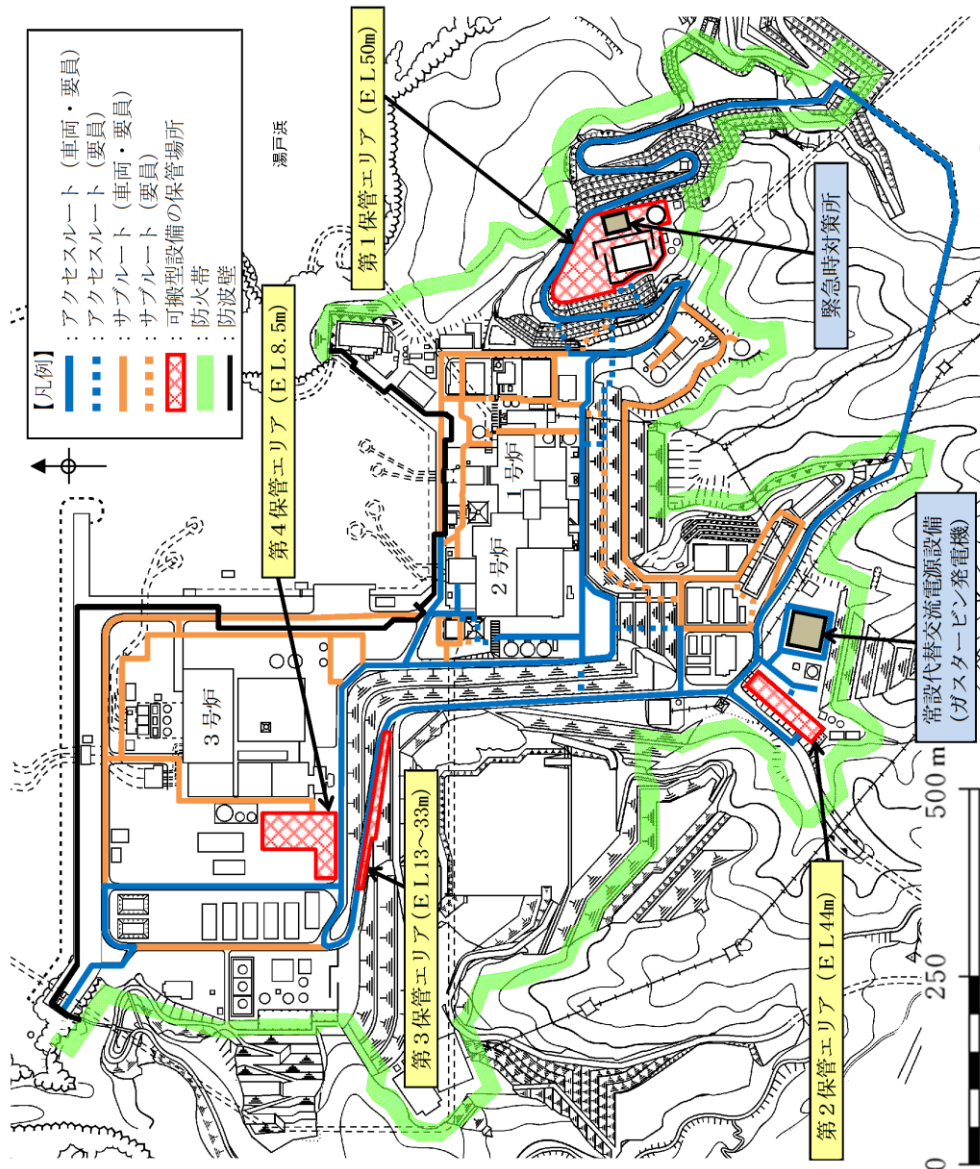 【凡例】
：アクセスルート（車両・要員）
：アクセスルート（要員）
：サブルート（車両・要員）
：サブルート（要員）
：可搬型設備の保管場所
：防火帯
：防波壁
湯戸浜
第１保管エリア（ＥＬ50m）
第４保管エリア（ＥＬ8.5m）
緊急時対策所
１号炉
２号炉
３号炉
常設代替交流電源設備
（ガスタービン発電機）
第３保管エリア（ＥＬ13～33m）
第２保管エリア（ＥＬ44m）
0 250 500 m